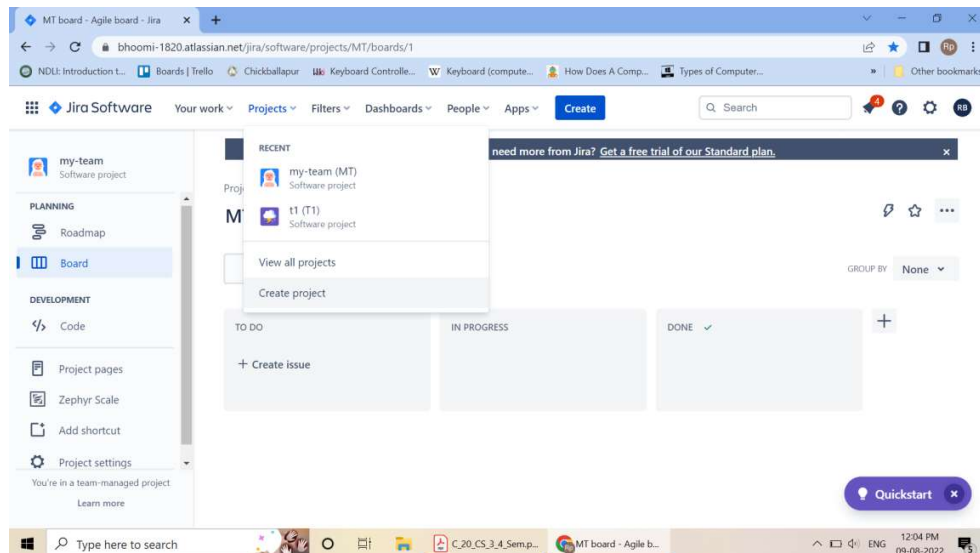 MT board - Agile board - Jira
bhoomi-1820.atlassian.net/jira/software/projects/MT/boards/1
NDLI: Introduction t... Boards | Trello Chickballapur Keyboard Controlle... Keyboard (compute... How Does A Comp... Types of Computer... » Other bookmarks
Jira Software Your work Projects Filters Dashboards People Apps Create Search 4 RB
need more from Jira? Get a free trial of our Standard plan.
RECENT
my-team (MT)
Software project
t1 (T1)
Software project
View all projects
Create project
my-team
Software project
PLANNING
Roadmap
Board
DEVELOPMENT
Code
Project pages
Zephyr Scale
Add shortcut
Project settings
You're in a team-managed project
Learn more
Proj
M
GROUP BY None
TO DO IN PROGRESS DONE
+ Create issue
Quickstart
Type here to search C_20_CS_3_4_Sem.p... MT board - Agile b... ENG 12:04 PM
09-08-2022